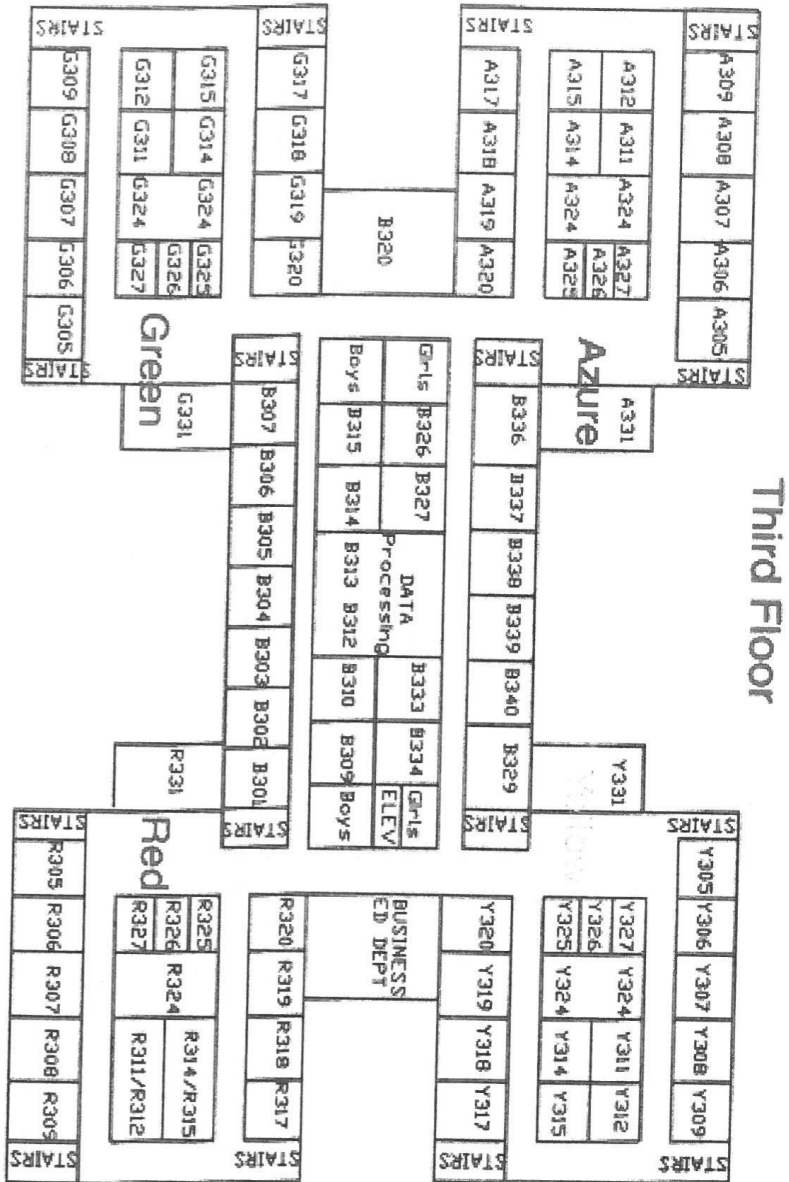 Third Floor
STAIRS A309 A308 A307 A306 A305 STAIRS STAIRS Y305 Y306 Y307 Y308 Y309 STAIRS
A312 A311 A324 A327 A331 Y331 Y327 Y324 Y311 Y312
A326 Y326
Azure
A315 A314 A324 A325 Y325 Y324 Y314 Y315
STAIRS A317 A318 A319 A320 STAIRS B336 B337 B338 B339 B340 B329 STAIRS Y320 Y319 Y318 Y317 STAIRS
Girls B326 B327 DATA B333 B334 Girls BUSINESS
B320 Processing ELEV ED DEPT
Boys B315 B314 B313 B312 B310 B309 Boys
STAIRS G317 G318 G319 G320 STAIRS B307 B306 B305 B304 B303 B302 B301 STAIRS R320 R319 R318 R317 STAIRS
G315 G314 G324 G325 G331 R331 R325 R324 R314/R315
G326 R326
G312 G311 G324 G327 R327 R311/R312
Green Red
STAIRS G309 G308 G307 G306 G305 STAIRS STAIRS R305 R306 R307 R308 R309 STAIRS